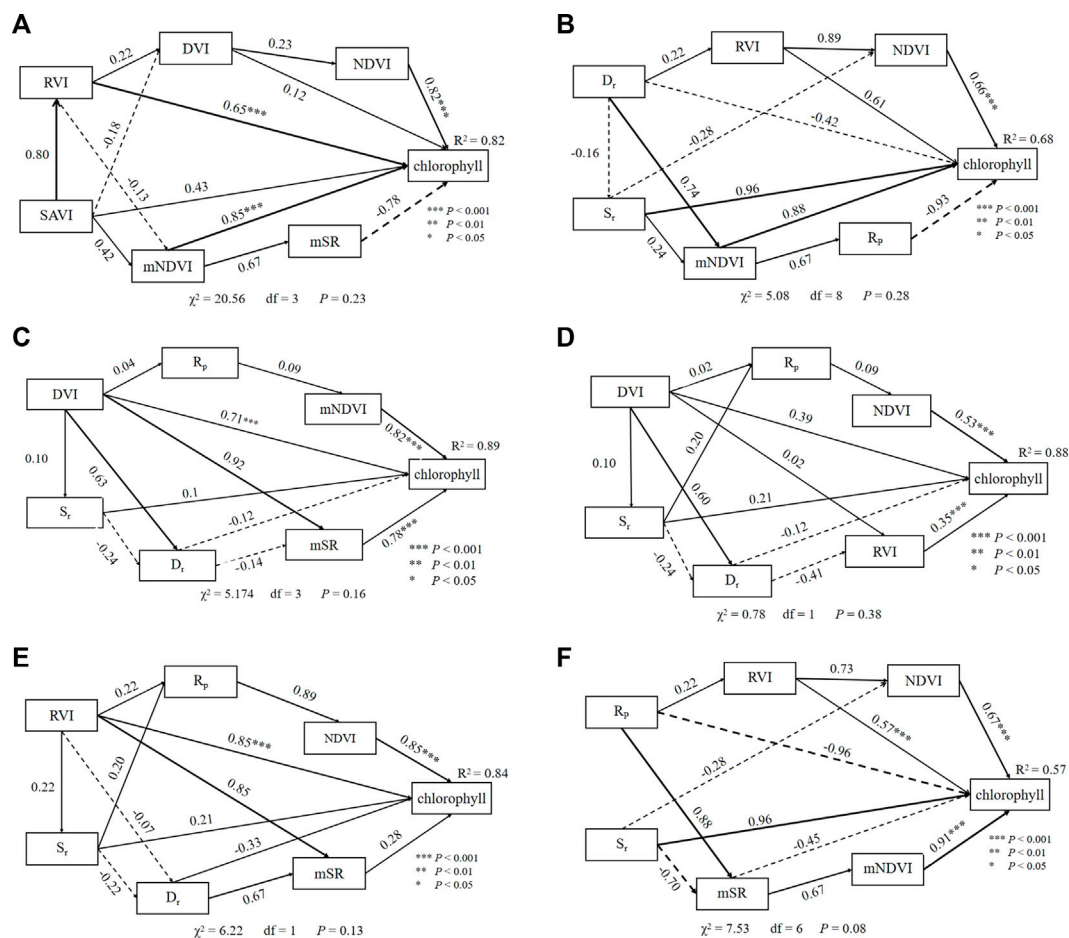 A
DVI
0.22
0.23
NDVI
RVI
0.12
0.82***
0.65***
-0.18
R² = 0.82
chlorophyll
0.80
-0.13
0.43
-0.78
SAVI
0.85***
*** P < 0.001
** P < 0.01
* P < 0.05
0.42
mSR
mNDVI
0.67
χ² = 20.56 df = 3 P = 0.23
B
RVI
0.89
NDVI
0.22
Dr
0.66***
0.61
-0.42
-0.28
R² = 0.68
chlorophyll
-0.16
0.74
0.96
-0.93
Sr
0.88
*** P < 0.001
** P < 0.01
* P < 0.05
0.24
Rp
mNDVI
0.67
χ² = 5.08 df = 8 P = 0.28
C
0.04
Rp
0.09
DVI
mNDVI
0.71***
0.82***
R² = 0.89
0.10
0.63
0.92
chlorophyll
0.1
Sr
-0.12
0.78***
-0.24
mSR
*** P < 0.001
** P < 0.01
* P < 0.05
Dr
-0.14
χ² = 5.174 df = 3 P = 0.16
D
0.02
Rp
0.09
DVI
NDVI
0.39
0.53***
0.20
R² = 0.88
0.10
0.60
0.02
chlorophyll
0.21
Sr
-0.12
0.35***
-0.24
RVI
*** P < 0.001
** P < 0.01
* P < 0.05
Dr
-0.41
χ² = 0.78 df = 1 P = 0.38
E
0.22
Rp
0.89
RVI
NDVI
0.85***
0.85***
R² = 0.84
0.22
0.20
0.85
chlorophyll
-0.07
0.21
Sr
-0.33
0.28
-0.22
mSR
*** P < 0.001
** P < 0.01
* P < 0.05
Dr
0.67
χ² = 6.22 df = 1 P = 0.13
F
RVI
0.73
NDVI
0.22
Rp
0.57***
0.67***
-0.96
-0.28
R² = 0.57
chlorophyll
0.88
0.96
Sr
-0.45
0.91***
*** P < 0.001
** P < 0.01
* P < 0.05
-0.70
mNDVI
mSR
0.67
χ² = 7.53 df = 6 P = 0.08